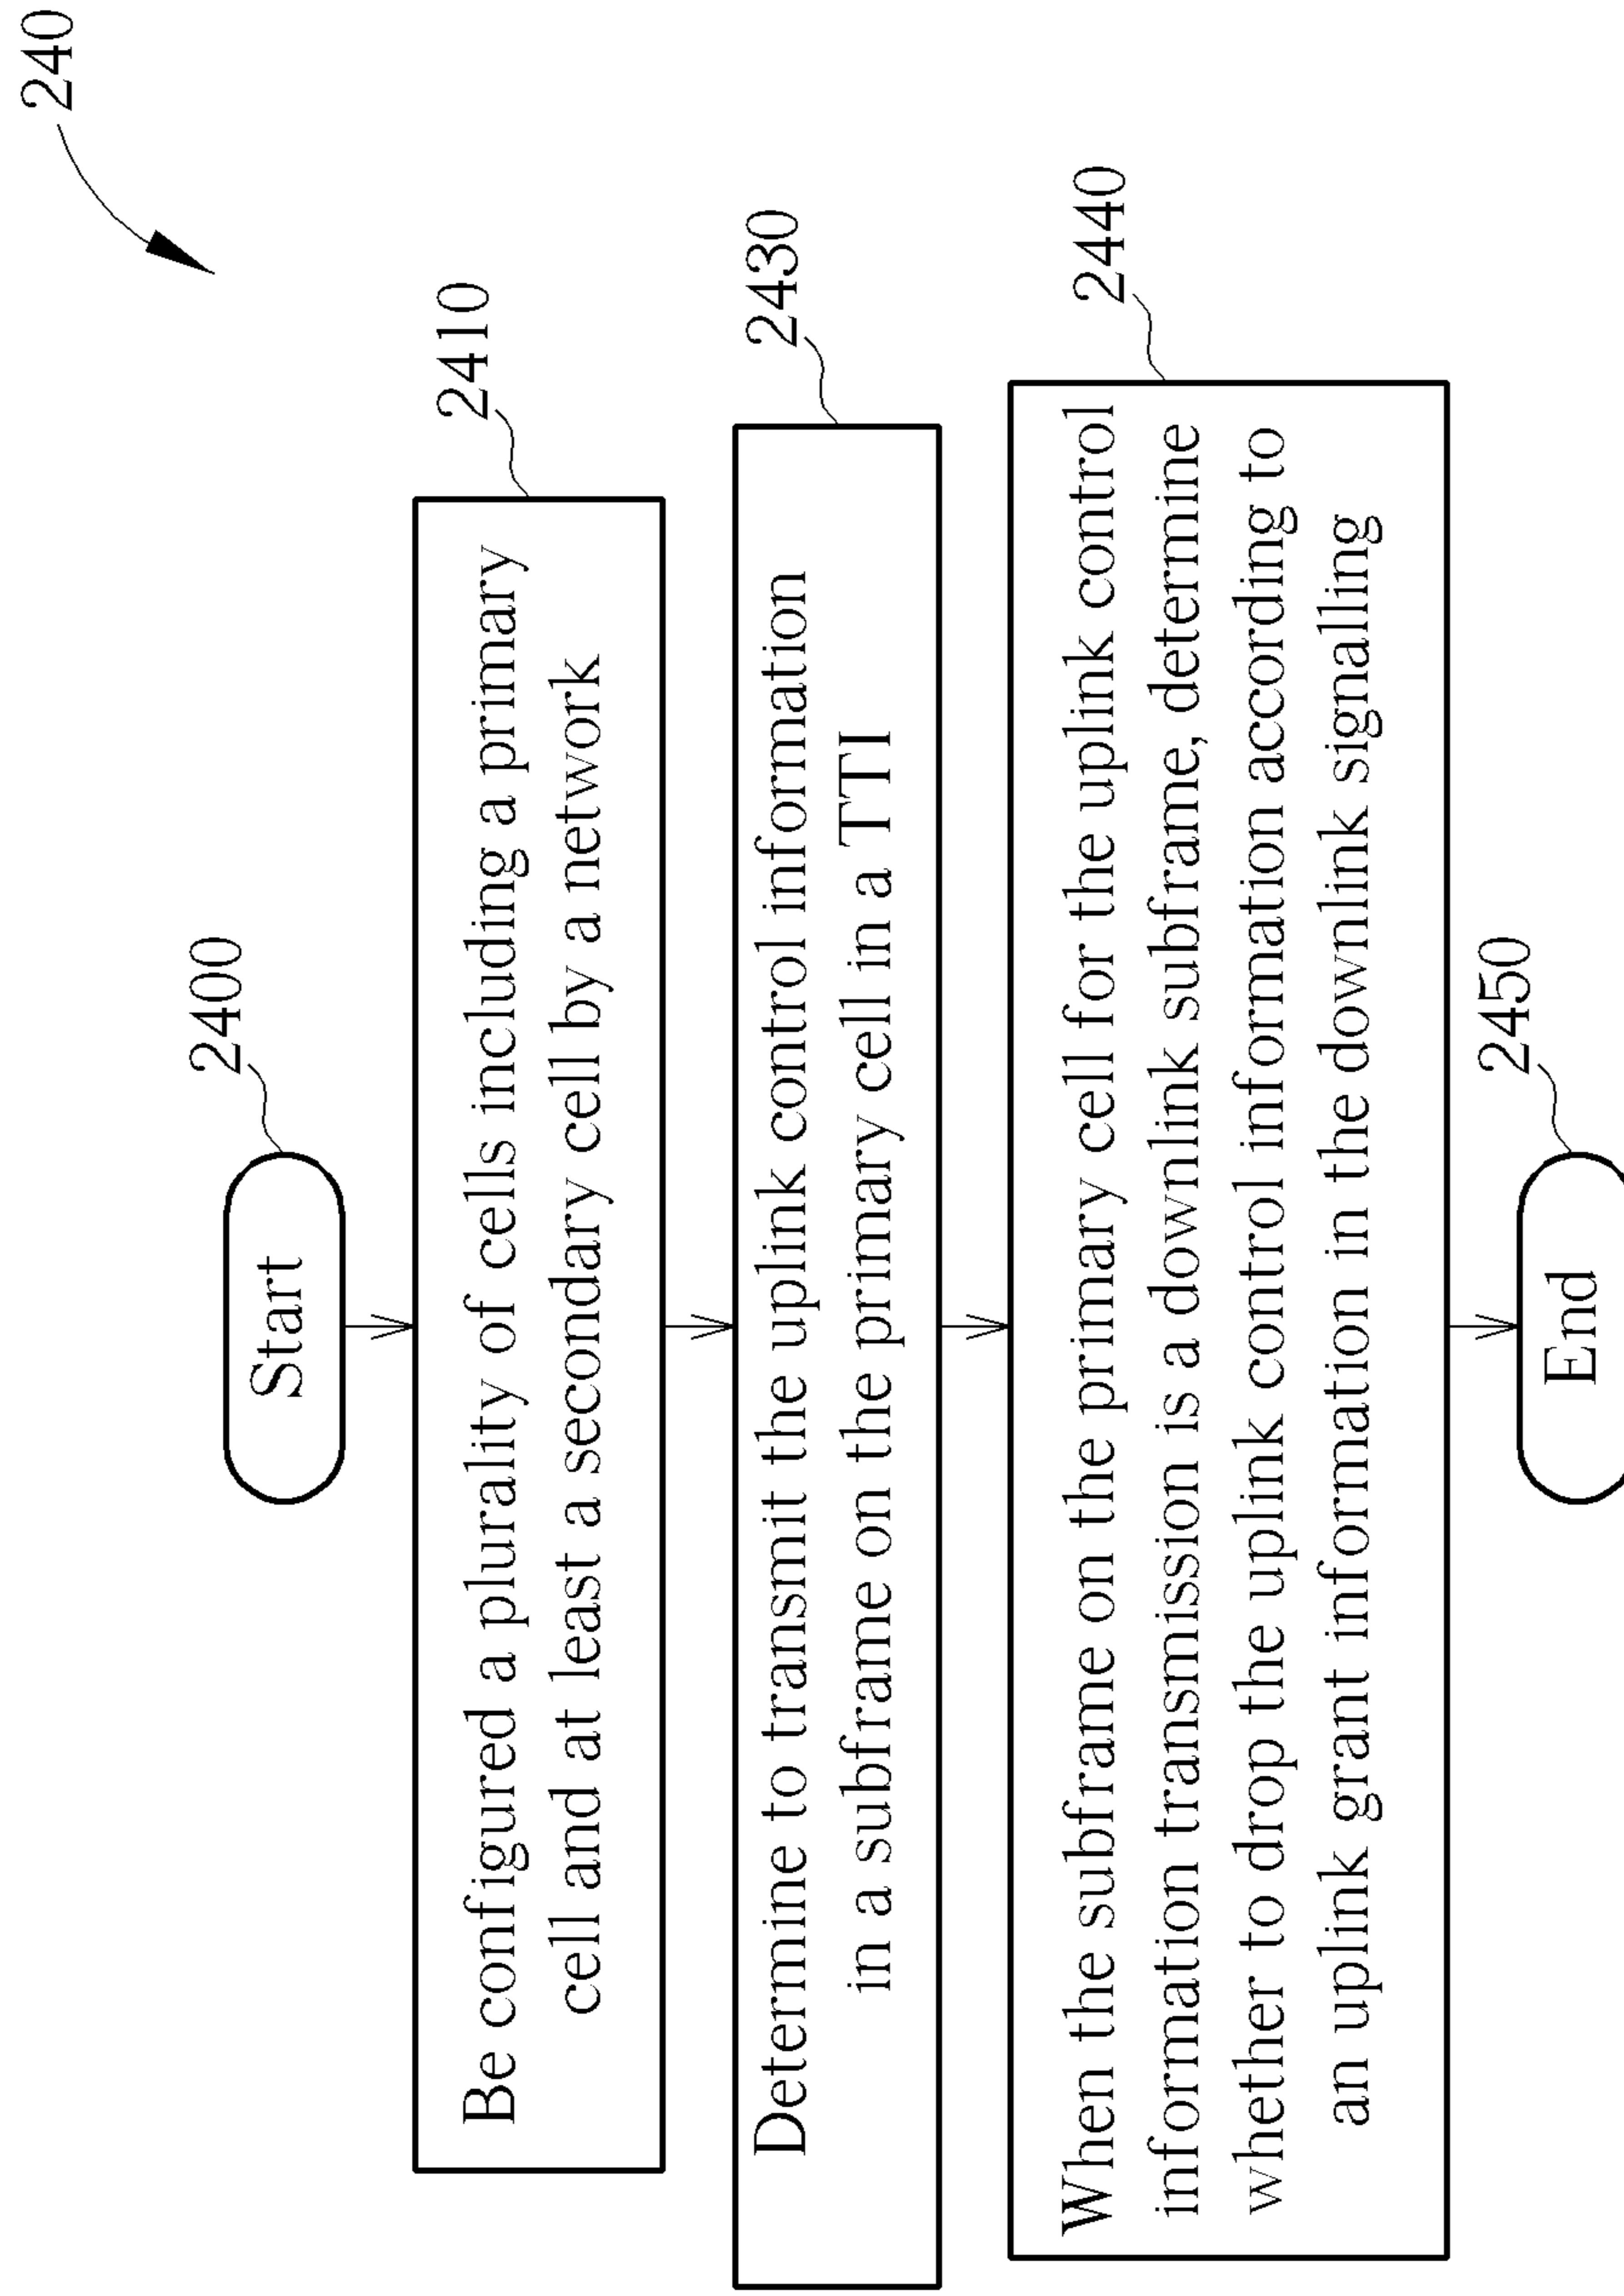 240
Start
2400
Be configured a plurality of cells including a primary
cell and at least a secondary cell by a network
2410
Determine to transmit the uplink control information
in a subframe on the primary cell in a TTI
2430
When the subframe on the primary cell for the uplink control
information transmission is a downlink subframe, determine
whether to drop the uplink control information according to
an uplink grant information in the downlink signalling
2440
End
2450